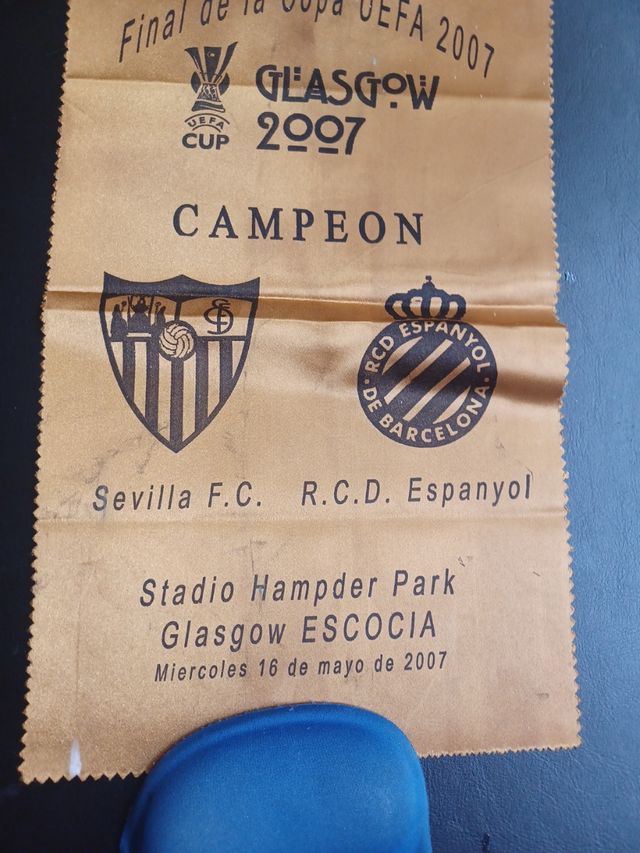 Final de la Copa UEFA 2007
GLASGOW
2007
UEFA
CUP
CAMPEON
SF
RCD ESPANYOL
DE BARCELONA
Sevilla F.C. R.C.D. Espanyol
Stadio Hampder Park
Glasgow ESCOCIA
Miercoles 16 de mayo de 2007